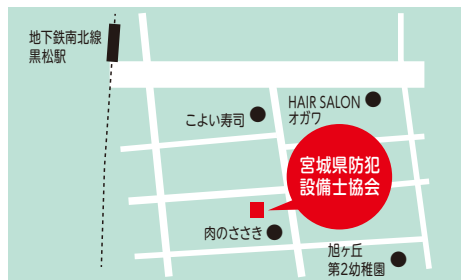 地下鉄南北線
黒松駅
こよい寿司
HAIR SALON
オガワ
宮城県防犯
設備士協会
肉のささき
旭ヶ丘
第2幼稚園